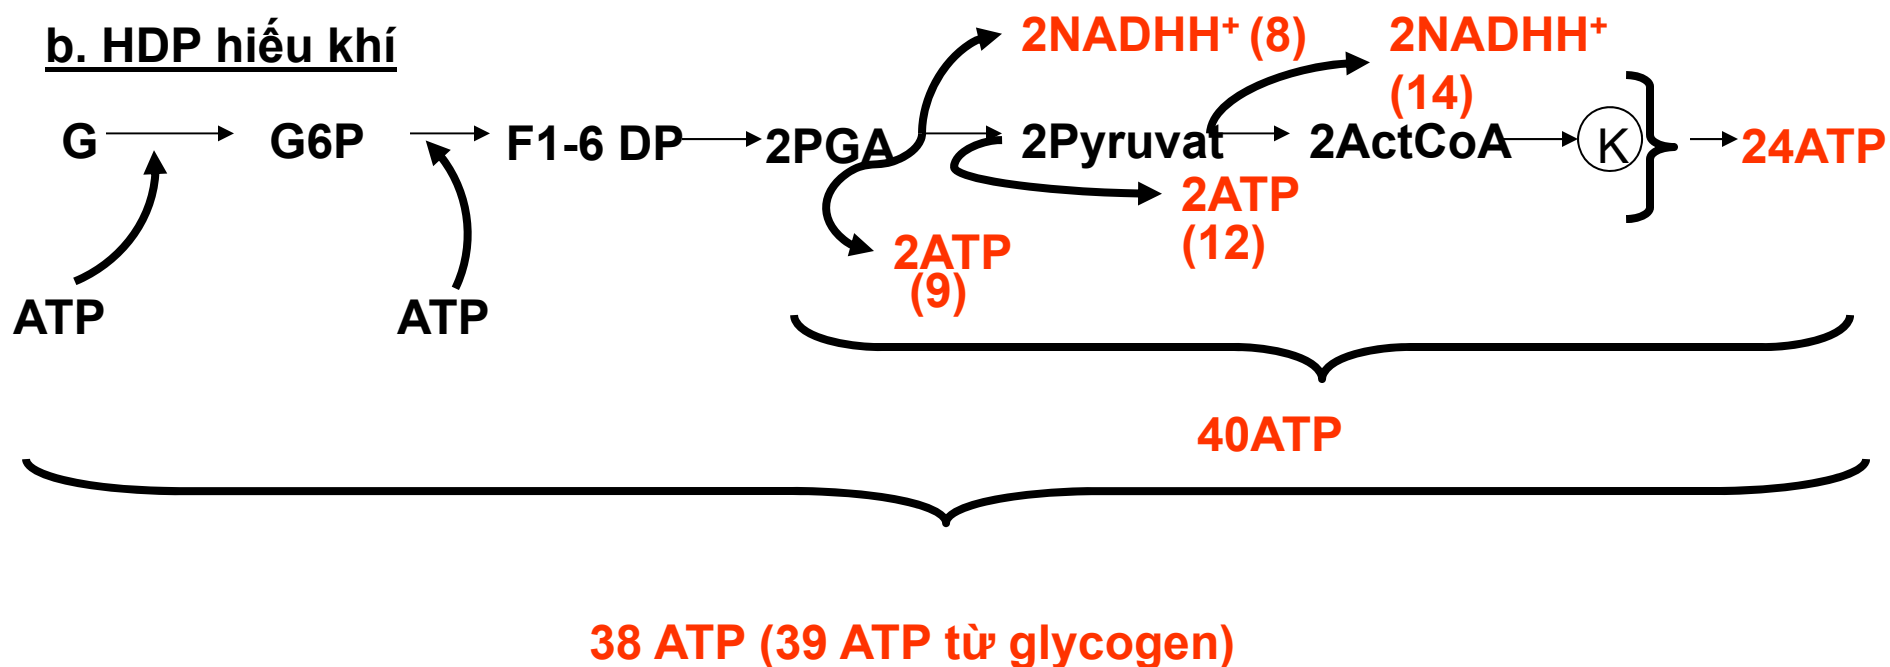 b. HDP hiếu khí
2NADHH⁺ (8)
2NADHH⁺
(14)
G
G6P
F1-6 DP
2PGA
2Pyruvat
2ActCoA
K
24ATP
2ATP
(12)
2ATP
(9)
ATP
ATP
40ATP
38 ATP (39 ATP từ glycogen)